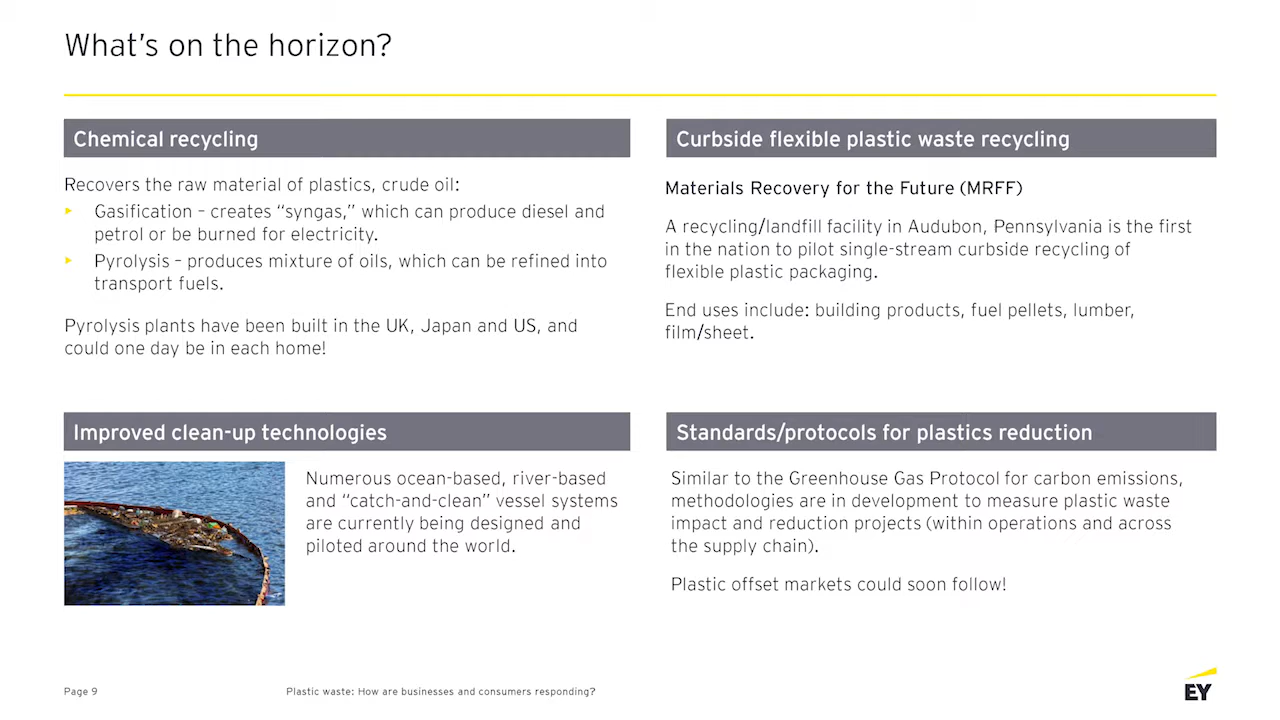 What's on the horizon?
Chemical recycling
Recovers the raw material of plastics, crude oil:
Gasification – creates “syngas,” which can produce diesel and
petrol or be burned for electricity.
Pyrolysis – produces mixture of oils, which can be refined into
transport fuels.
Pyrolysis plants have been built in the UK, Japan and US, and
could one day be in each home!
Curbside flexible plastic waste recycling
Materials Recovery for the Future (MRFF)
A recycling/landfill facility in Audubon, Pennsylvania is the first
in the nation to pilot single-stream curbside recycling of
flexible plastic packaging.
End uses include: building products, fuel pellets, lumber,
film/sheet.
Improved clean-up technologies
Numerous ocean-based, river-based
and “catch-and-clean” vessel systems
are currently being designed and
piloted around the world.
Standards/protocols for plastics reduction
Similar to the Greenhouse Gas Protocol for carbon emissions,
methodologies are in development to measure plastic waste
impact and reduction projects (within operations and across
the supply chain).
Plastic offset markets could soon follow!
Page 9
Plastic waste: How are businesses and consumers responding?
EY